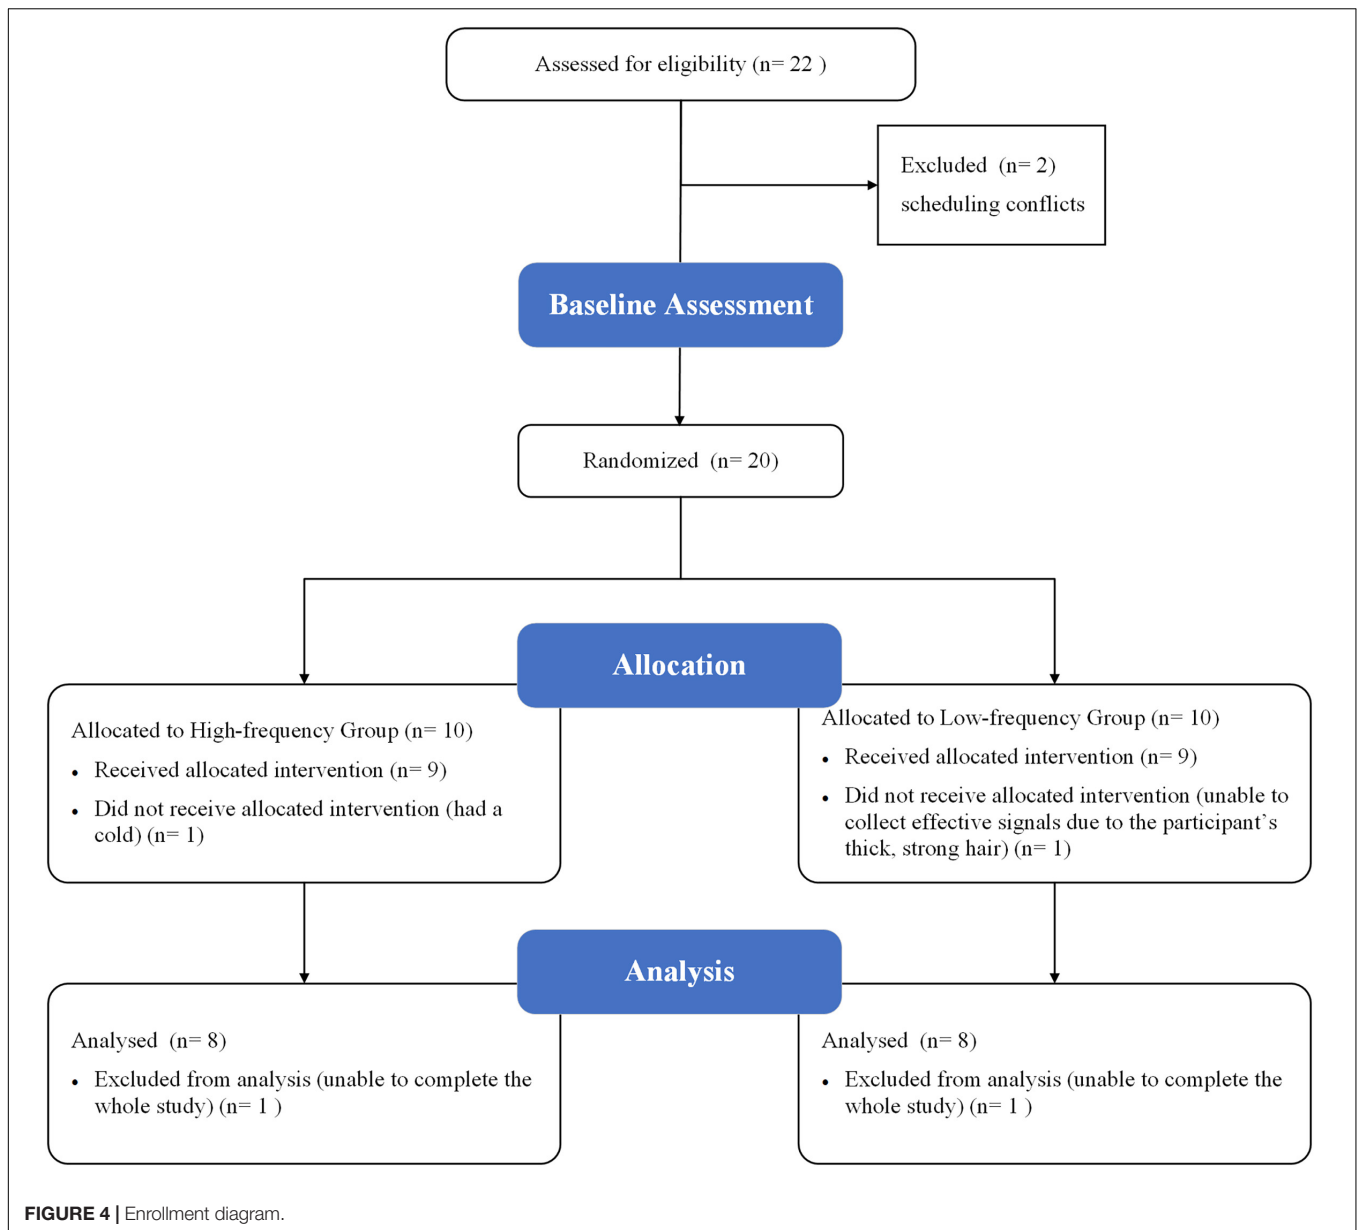 Assessed for eligibility (n= 22 )
Excluded (n= 2)
scheduling conflicts
Baseline Assessment
Randomized (n= 20)
Allocation
Allocated to High-frequency Group (n= 10)
• Received allocated intervention (n= 9)
• Did not receive allocated intervention (had a
cold) (n= 1)
Allocated to Low-frequency Group (n= 10)
• Received allocated intervention (n= 9)
• Did not receive allocated intervention (unable to
collect effective signals due to the participant’s
thick, strong hair) (n= 1)
Analysis
Analysed (n= 8)
• Excluded from analysis (unable to complete the
whole study) (n= 1 )
Analysed (n= 8)
• Excluded from analysis (unable to complete the
whole study) (n= 1 )
FIGURE 4 | Enrollment diagram.